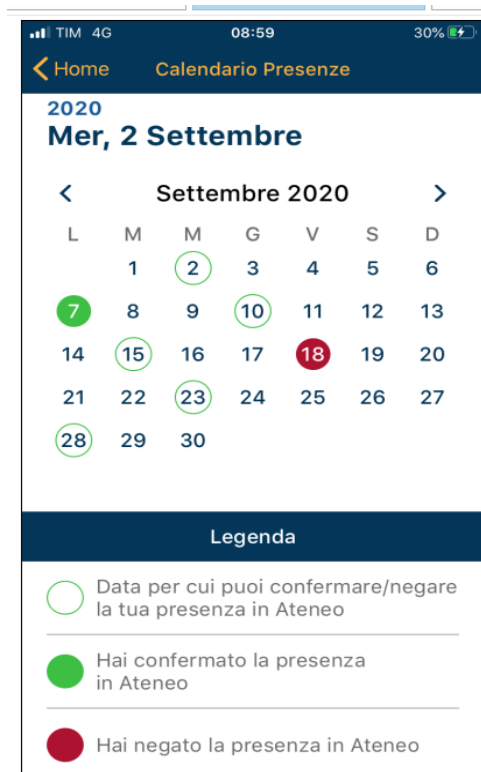 TIM 4G 08:59 30%
Home Calendario Presenze
2020
Mer, 2 Settembre
Settembre 2020
L M M G V S D
1 2 3 4 5 6
7 8 9 10 11 12 13
14 15 16 17 18 19 20
21 22 23 24 25 26 27
28 29 30
Legenda
Data per cui puoi confermare/negare
la tua presenza in Ateneo
Hai confermato la presenza
in Ateneo
Hai negato la presenza in Ateneo